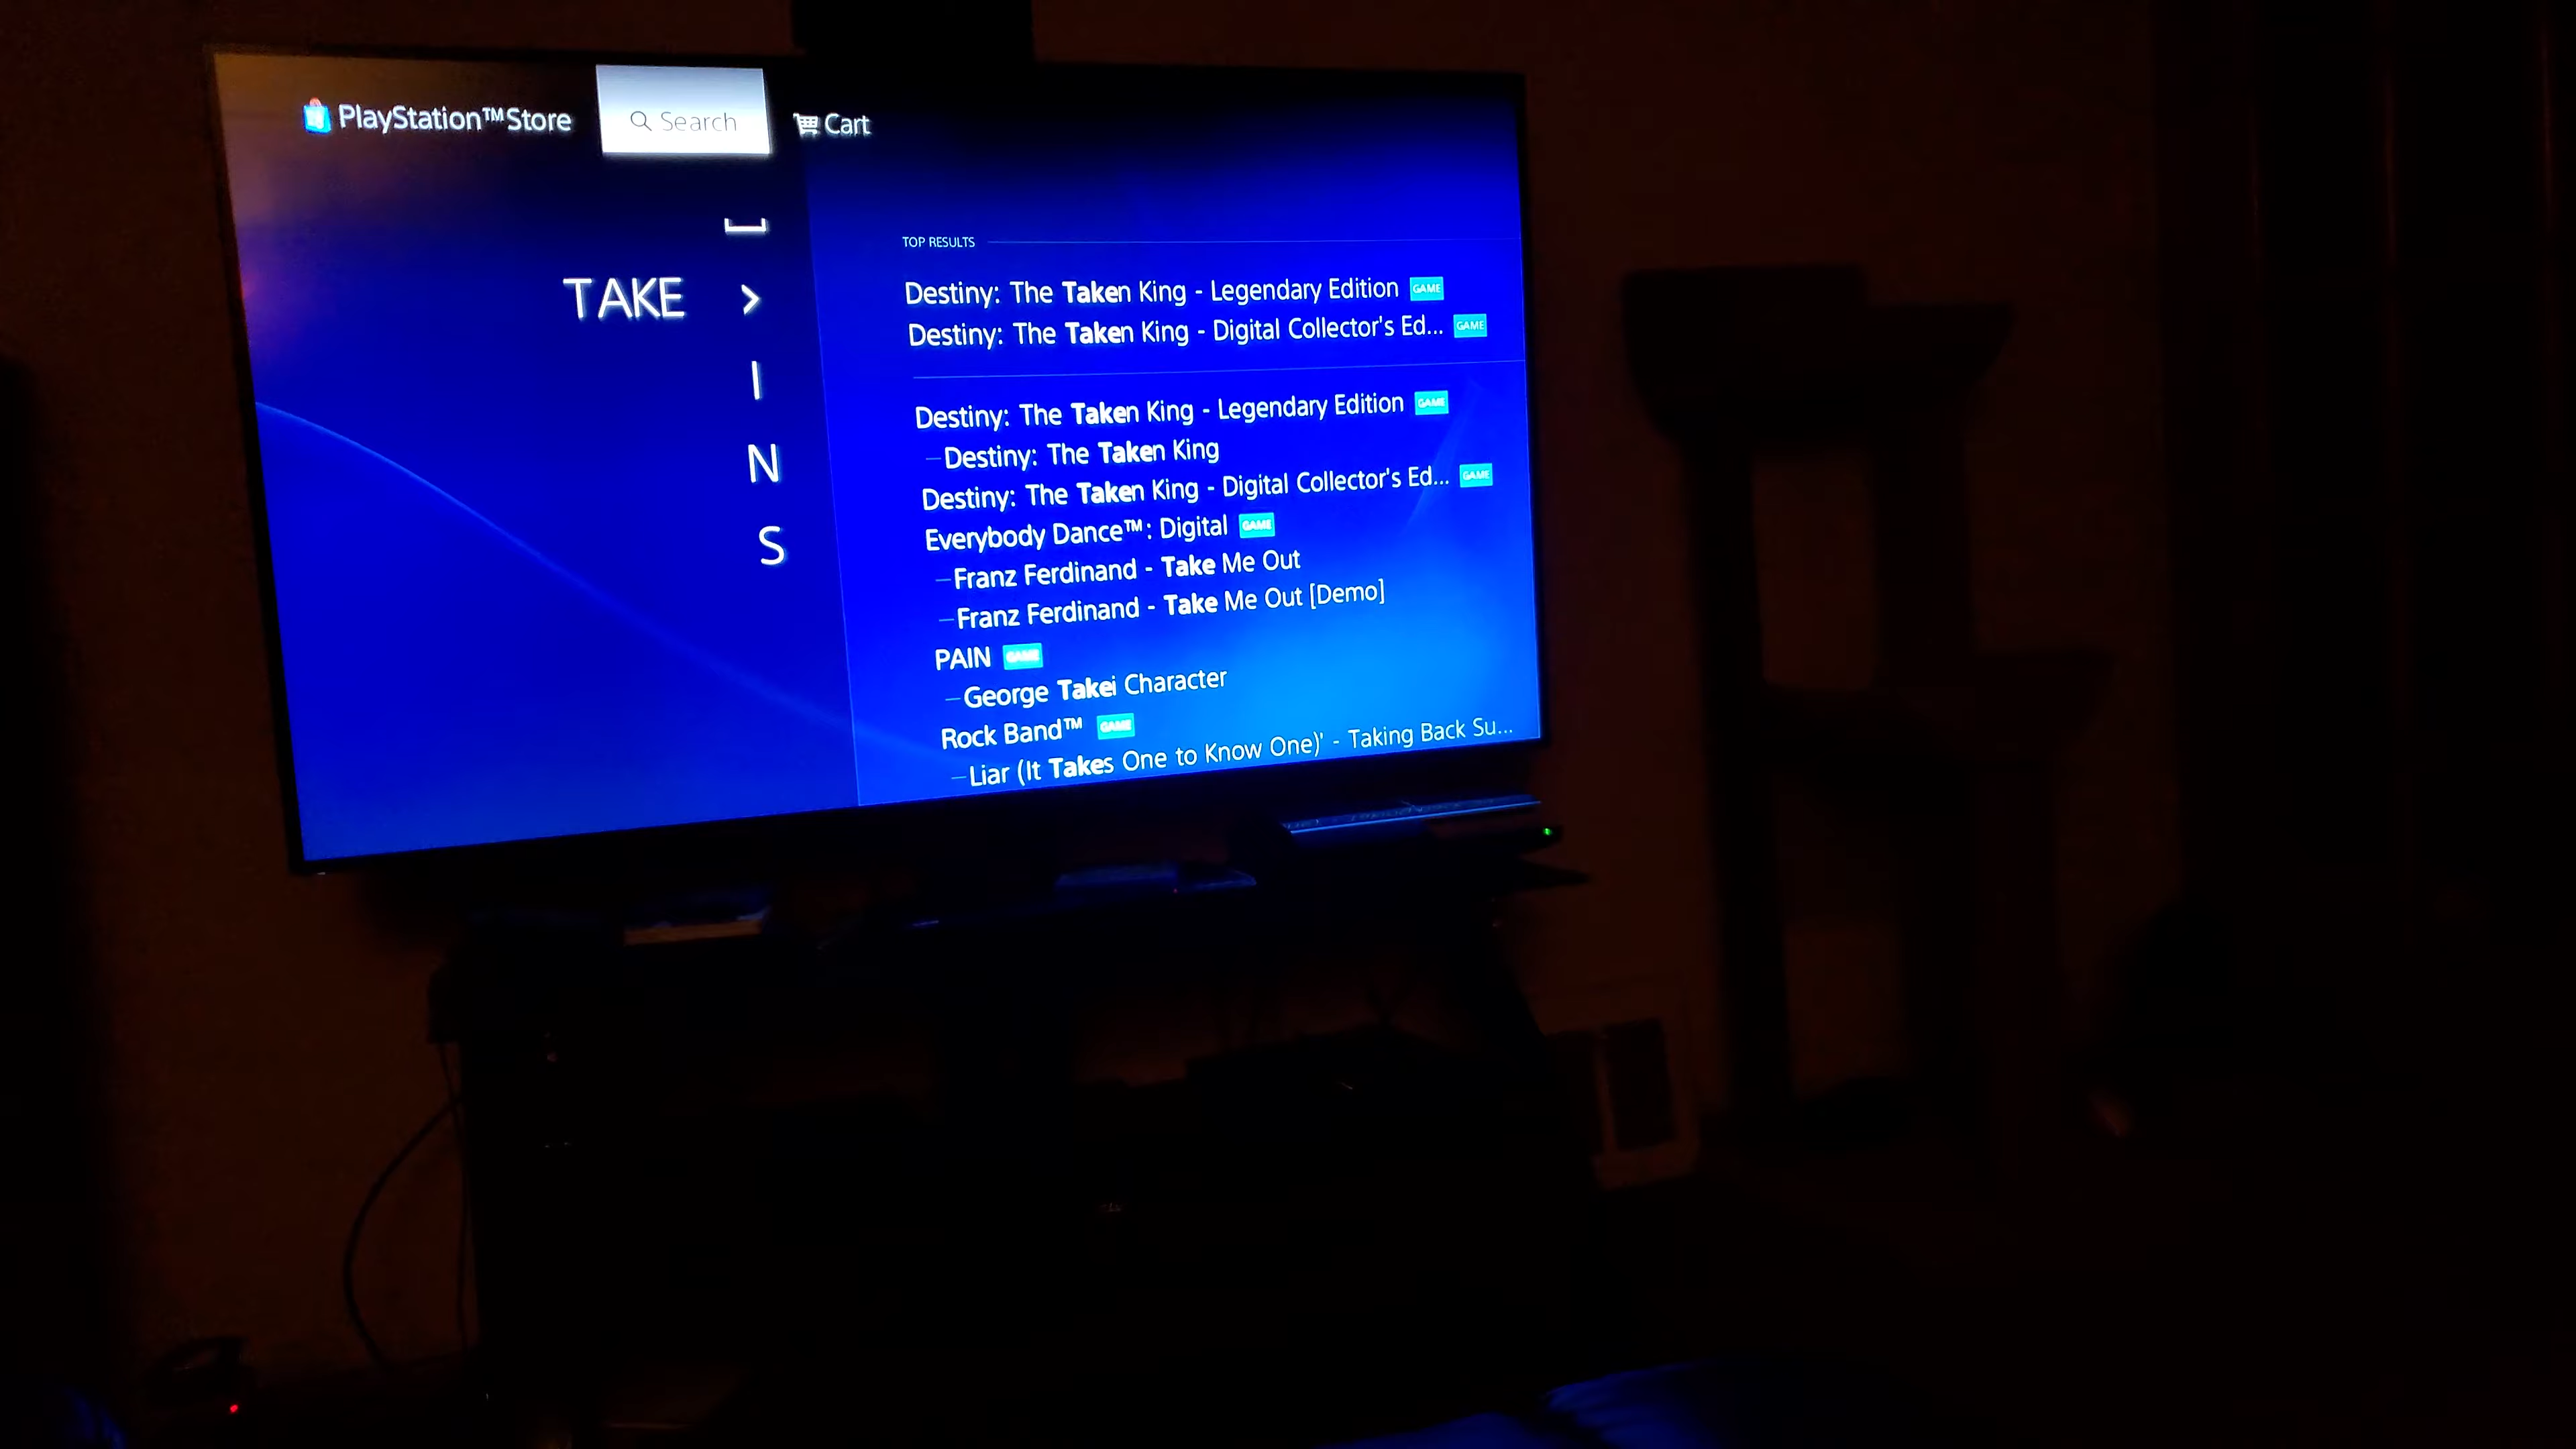 PlayStation™Store
Search
Cart
TAKE >
I
N
S
TOP RESULTS
Destiny: The Taken King - Legendary Edition GAME
Destiny: The Taken King - Digital Collector's Ed... GAME
Destiny: The Taken King - Legendary Edition GAME
–Destiny: The Taken King
Destiny: The Taken King - Digital Collector's Ed... GAME
Everybody Dance™: Digital GAME
–Franz Ferdinand - Take Me Out
–Franz Ferdinand - Take Me Out [Demo]
PAIN GAME
–George Takei Character
Rock Band™ GAME
–Liar (It Takes One to Know One)' - Taking Back Su...